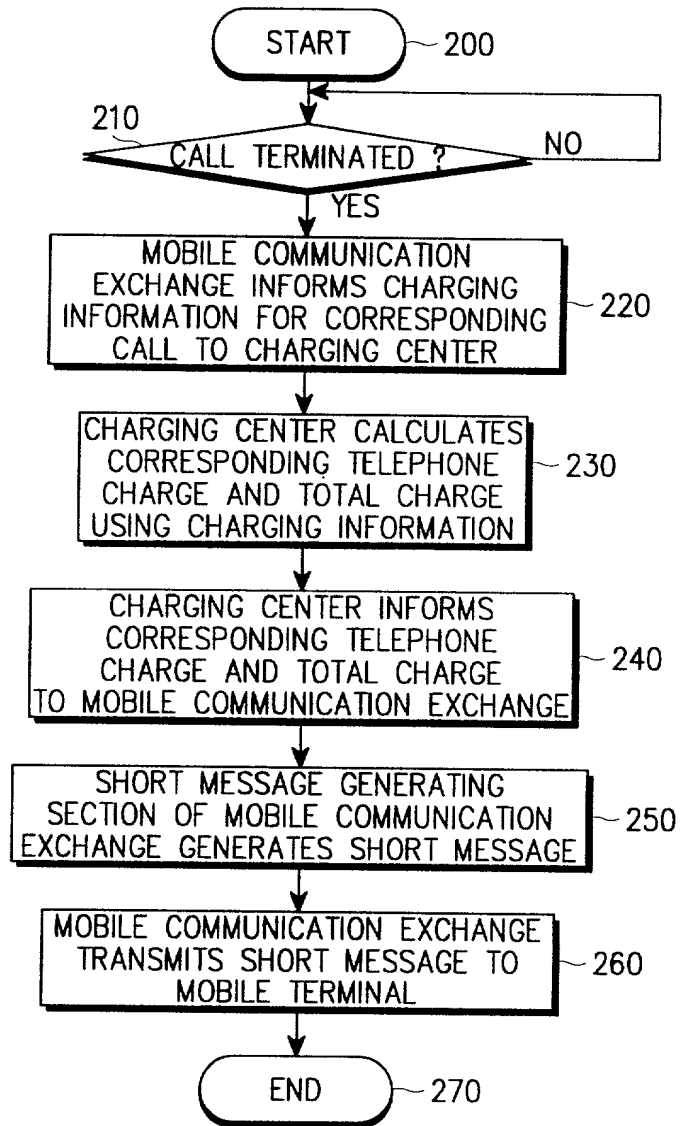 START
200
210
CALL TERMINATED ?
NO
YES
MOBILE COMMUNICATION
EXCHANGE INFORMS CHARGING
INFORMATION FOR CORRESPONDING
CALL TO CHARGING CENTER
220
CHARGING CENTER CALCULATES
CORRESPONDING TELEPHONE
CHARGE AND TOTAL CHARGE
USING CHARGING INFORMATION
230
CHARGING CENTER INFORMS
CORRESPONDING TELEPHONE
CHARGE AND TOTAL CHARGE
TO MOBILE COMMUNICATION EXCHANGE
240
SHORT MESSAGE GENERATING
SECTION OF MOBILE COMMUNICATION
EXCHANGE GENERATES SHORT MESSAGE
250
MOBILE COMMUNICATION EXCHANGE
TRANSMITS SHORT MESSAGE TO
MOBILE TERMINAL
260
END
270